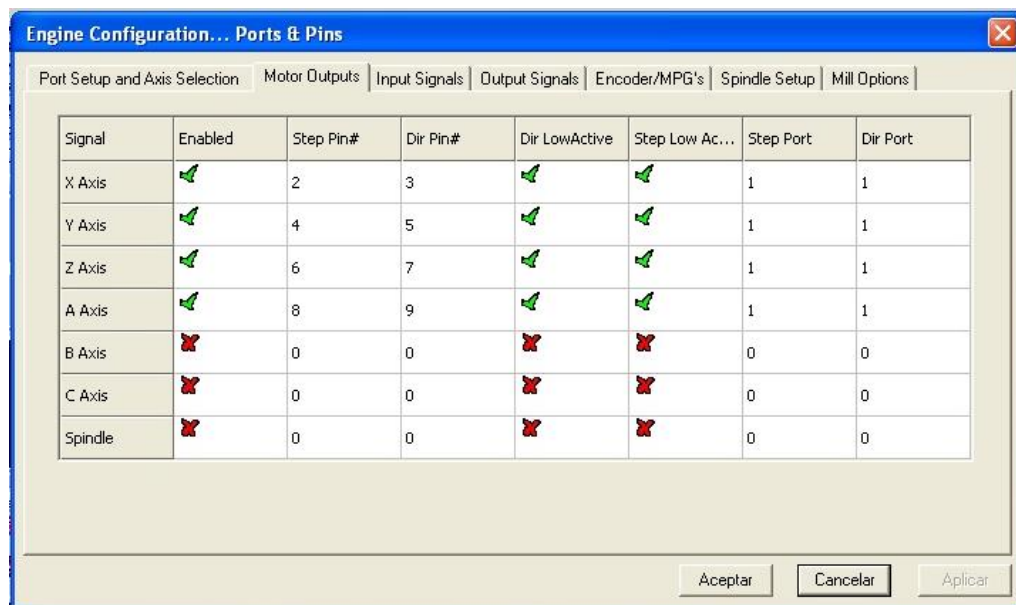 Engine Configuration... Ports & Pins
Port Setup and Axis Selection Motor Outputs Input Signals Output Signals Encoder/MPG's Spindle Setup Mill Options
Signal Enabled Step Pin# Dir Pin# Dir LowActive Step Low Ac... Step Port Dir Port
X Axis 2 3 1 1
Y Axis 4 5 1 1
Z Axis 6 7 1 1
A Axis 8 9 1 1
B Axis 0 0 0 0
C Axis 0 0 0 0
Spindle 0 0 0 0
Aceptar Cancelar Aplicar